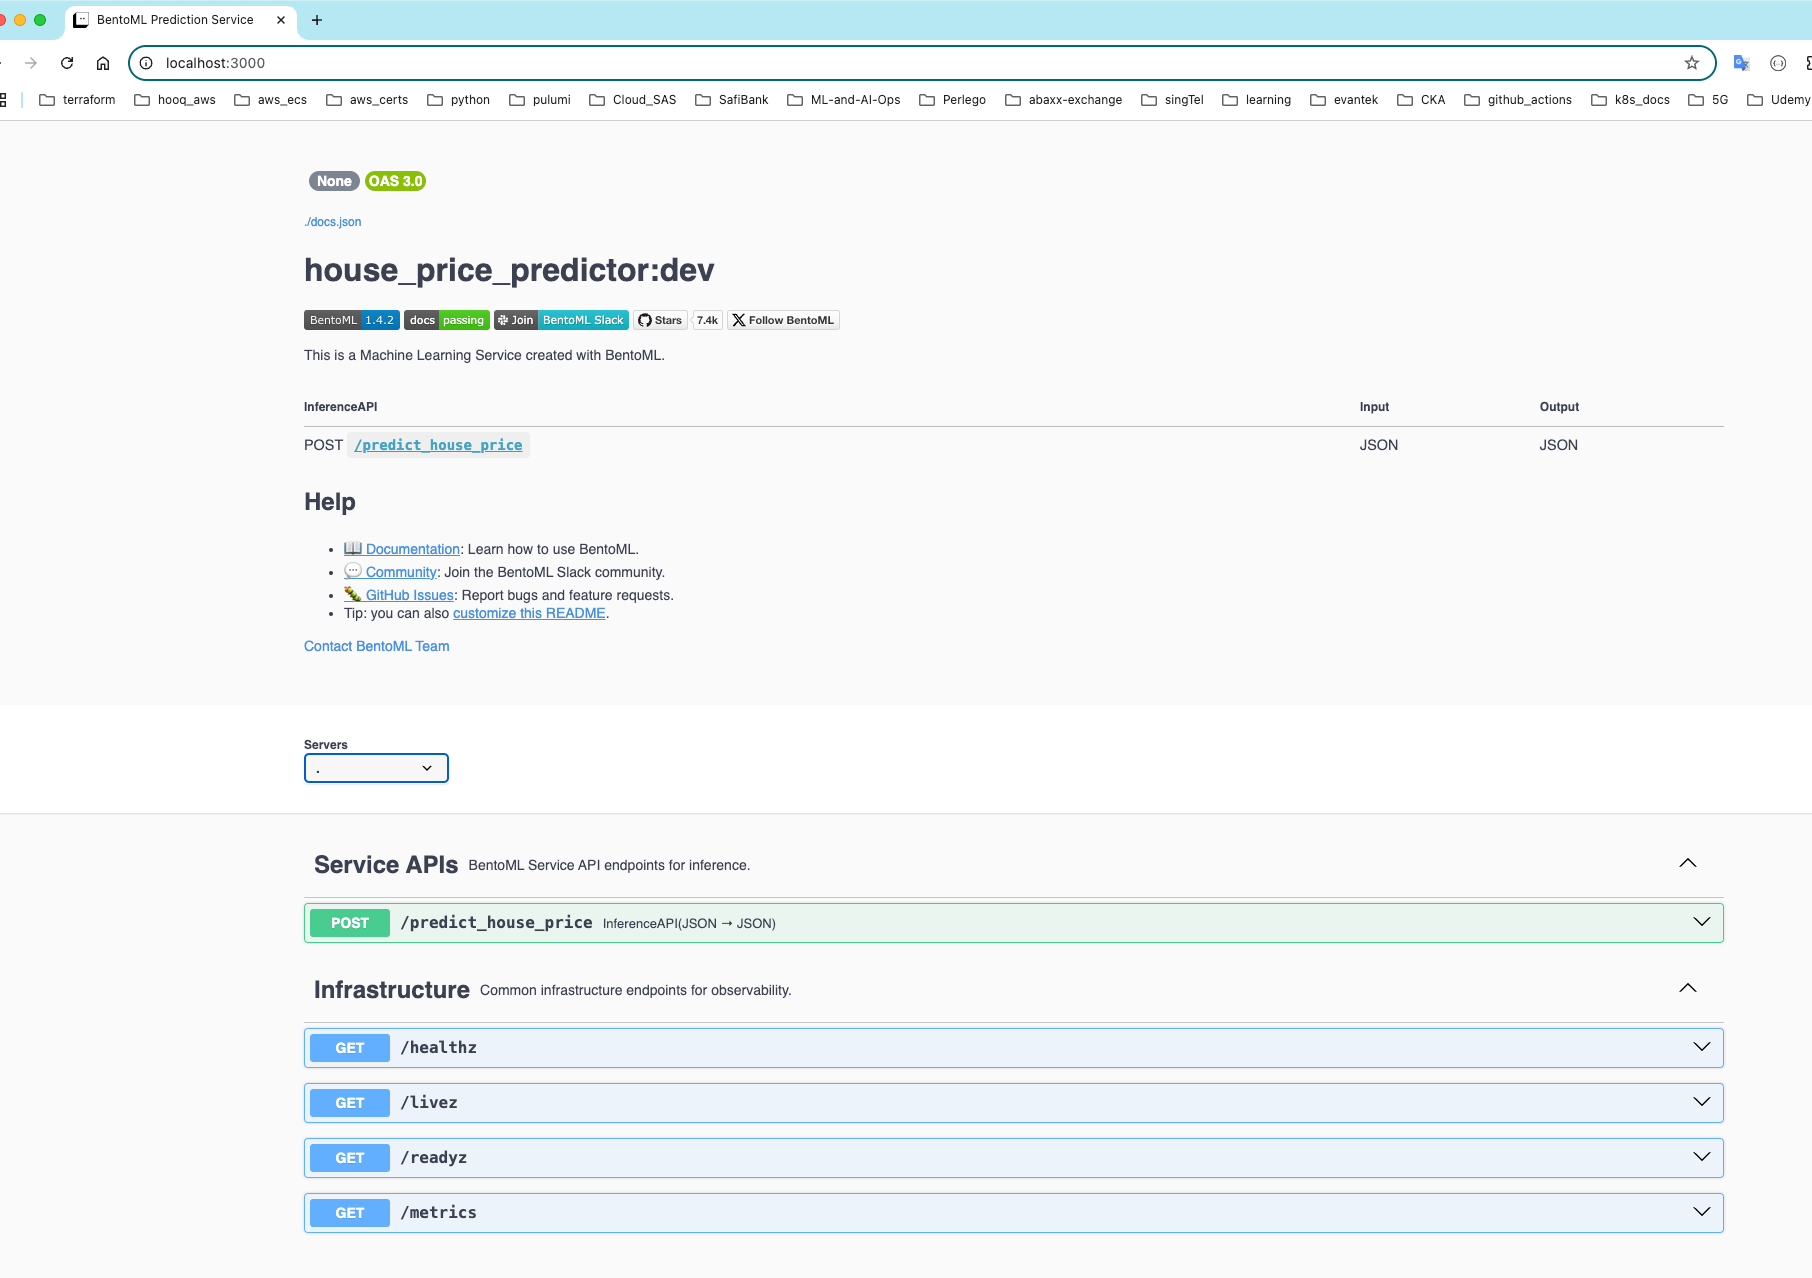 BentoML Prediction Service
localhost:3000
terraform hooq_aws aws_ecs aws_certs python pulumi Cloud_SAS SafiBank ML-and-AI-Ops Perlego abaxx-exchange singTel learning evantek CKA github_actions k8s_docs 5G Udemy
None OAS 3.0
./docs.json
house_price_predictor:dev
BentoML 1.4.2 docs passing Join BentoML Slack Stars 7.4k Follow BentoML
This is a Machine Learning Service created with BentoML.
InferenceAPI Input Output
POST /predict_house_price JSON JSON
Help
• Documentation: Learn how to use BentoML.
• Community: Join the BentoML Slack community.
• GitHub Issues: Report bugs and feature requests.
• Tip: you can also customize this README.
Contact BentoML Team
Servers
.
Service APIs BentoML Service API endpoints for inference.
POST /predict_house_price InferenceAPI(JSON → JSON)
Infrastructure Common infrastructure endpoints for observability.
GET /healthz
GET /livez
GET /readyz
GET /metrics